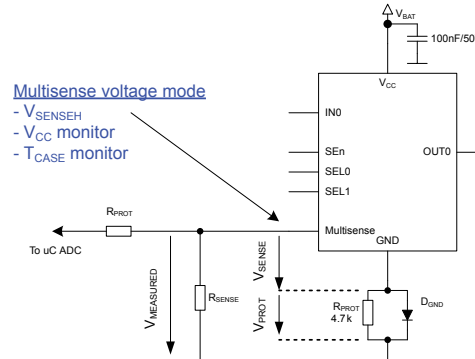 VBAT
100nF/50
VCC
Multisense voltage mode
- VSENSEH
- VCC monitor
- TCASE monitor
IN0
SEn
OUT0
SEL0
SEL1
RPROT
Multisense
To uC ADC
GND
VMEASURED
RSENSE
VSENSE
VPROT
RPROT
4.7k
DGND